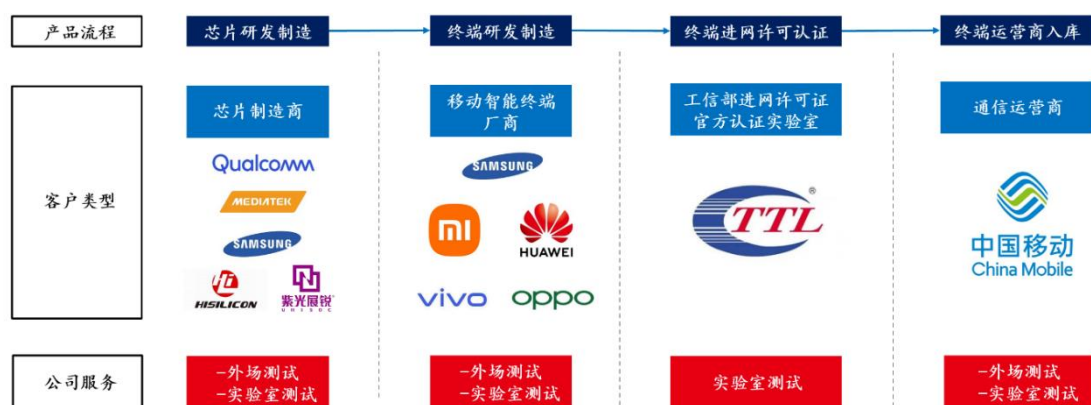 产品流程
芯片研发制造
终端研发制造
终端进网许可认证
终端运营商入库
客户类型
芯片制造商
移动智能终端
厂商
工信部进网许可证
官方认证实验室
通信运营商
Qualcomm
MEDIATEK
SAMSUNG
HISILICON
紫光展锐
UNISOC
SAMSUNG
mi
HUAWEI
vivo
oppo
TTL
®
中国移动
China Mobile
公司服务
-外场测试
-实验室测试
-外场测试
-实验室测试
实验室测试
-外场测试
-实验室测试